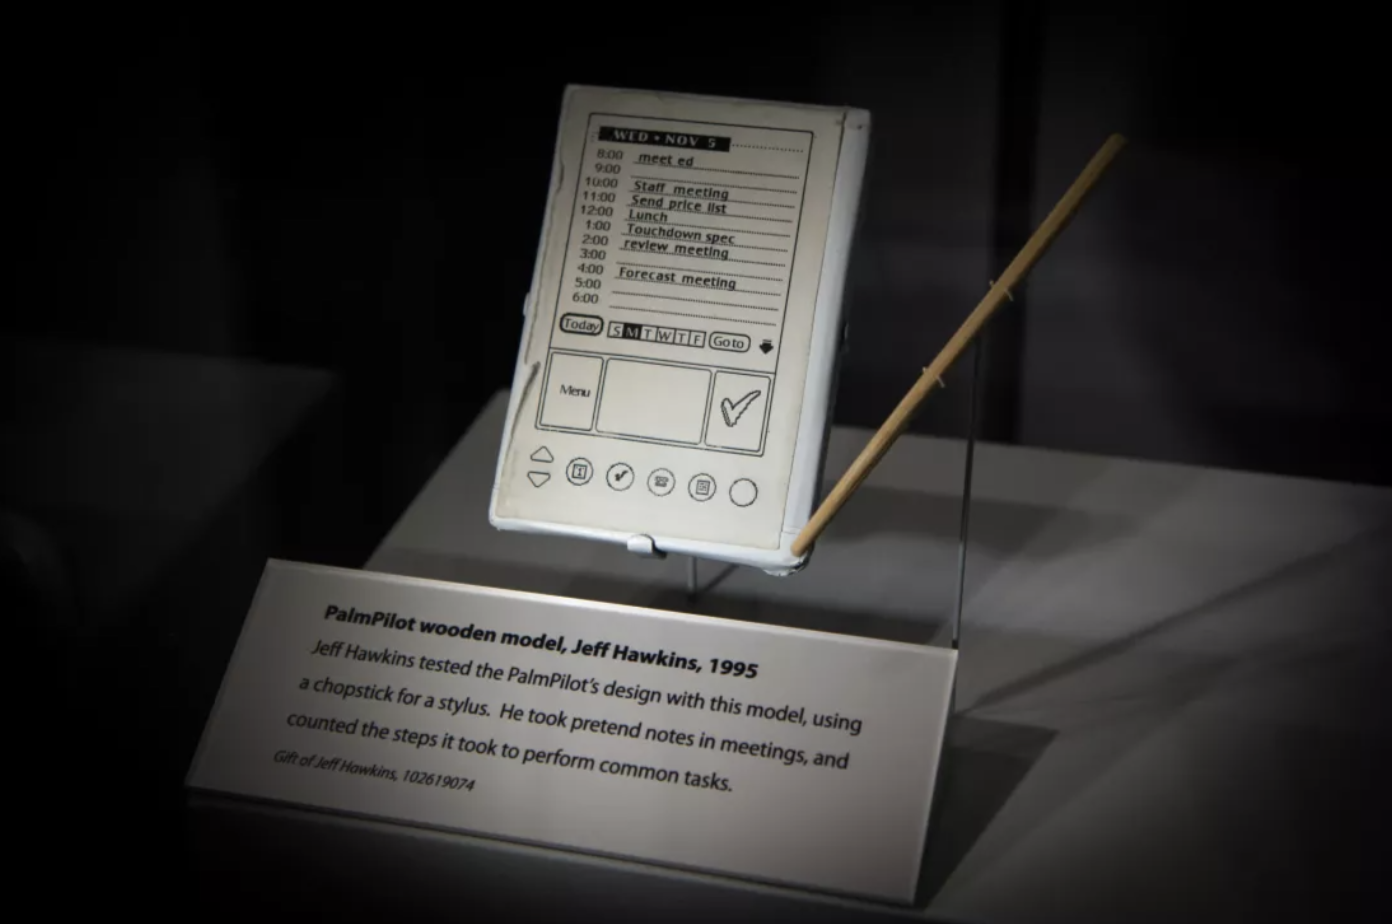 WED • NOV 5
8:00 meet ed
9:00
10:00 Staff meeting
11:00 Send price list
12:00 Lunch
1:00 Touchdown spec
2:00 review meeting
3:00
4:00 Forecast meeting
5:00
6:00
Today S M T W T F Go to
Menu
PalmPilot wooden model, Jeff Hawkins, 1995
Jeff Hawkins tested the PalmPilot's design with this model, using
a chopstick for a stylus. He took pretend notes in meetings, and
counted the steps it took to perform common tasks.
Gift of Jeff Hawkins, 102619074